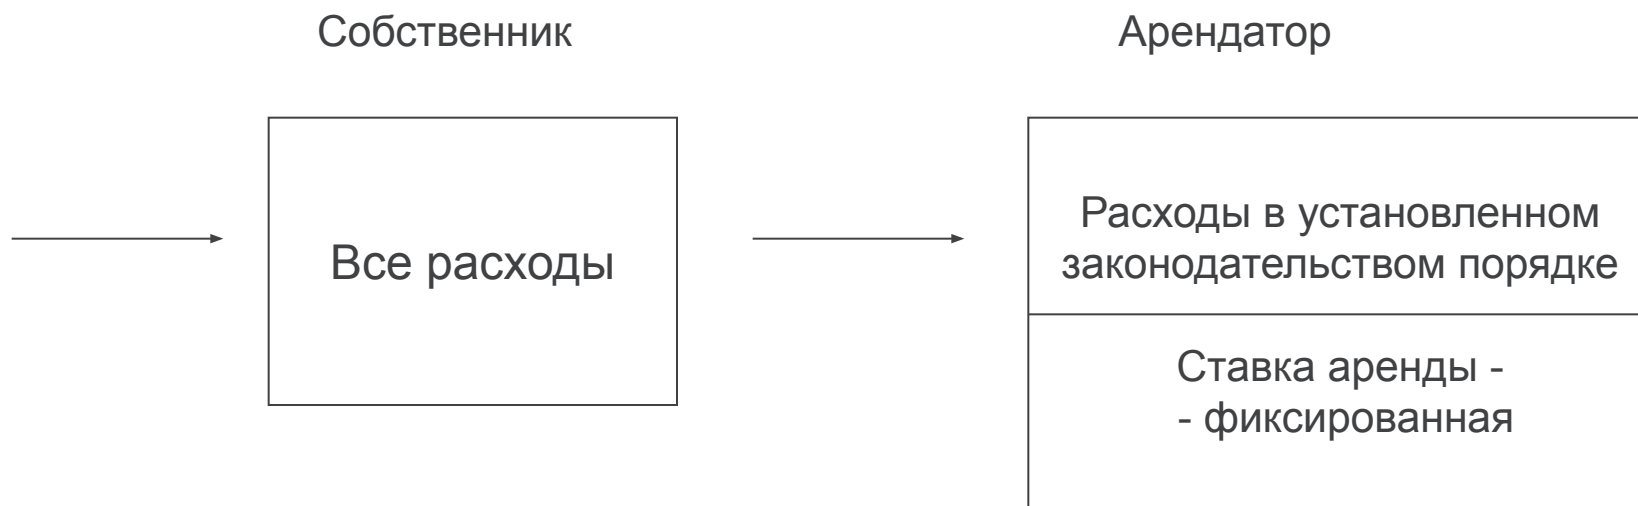 Собственник
Арендатор
Все расходы
Расходы в установленном
законодательством порядке
Ставка аренды -
- фиксированная